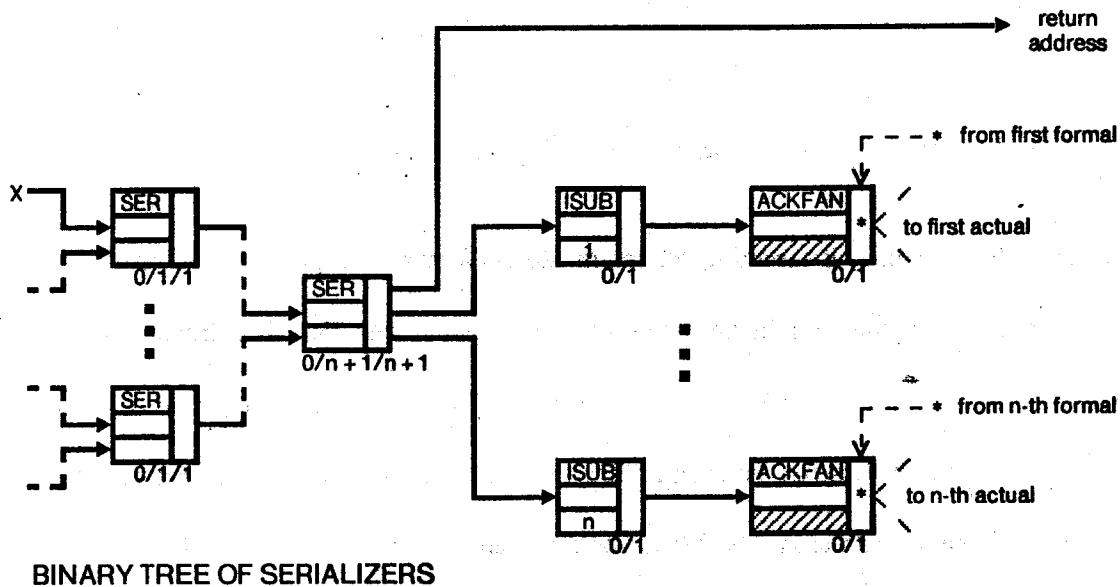 return
address
* from first formal
X
SER
ISUB
ACKFAN
*
to first actual
1
0/1/1
0/1
0/1
SER
0/n + 1/n + 1
* from n-th formal
SER
0/1/1
ISUB
ACKFAN
*
to n-th actual
n
0/1
0/1
BINARY TREE OF SERIALIZERS